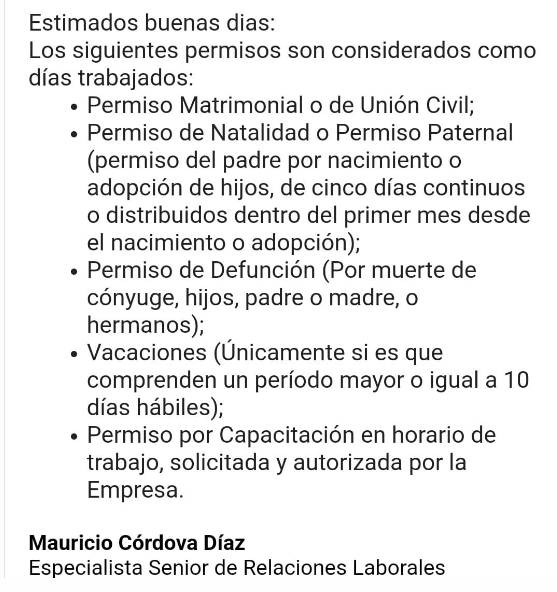 Estimados buenas dias:
Los siguientes permisos son considerados como
días trabajados:
• Permiso Matrimonial o de Unión Civil;
• Permiso de Natalidad o Permiso Paternal
(permiso del padre por nacimiento o
adopción de hijos, de cinco días continuos
o distribuidos dentro del primer mes desde
el nacimiento o adopción);
• Permiso de Defunción (Por muerte de
cónyuge, hijos, padre o madre, o
hermanos);
• Vacaciones (Únicamente si es que
comprenden un período mayor o igual a 10
días hábiles);
• Permiso por Capacitación en horario de
trabajo, solicitada y autorizada por la
Empresa.
Mauricio Córdova Díaz
Especialista Senior de Relaciones Laborales